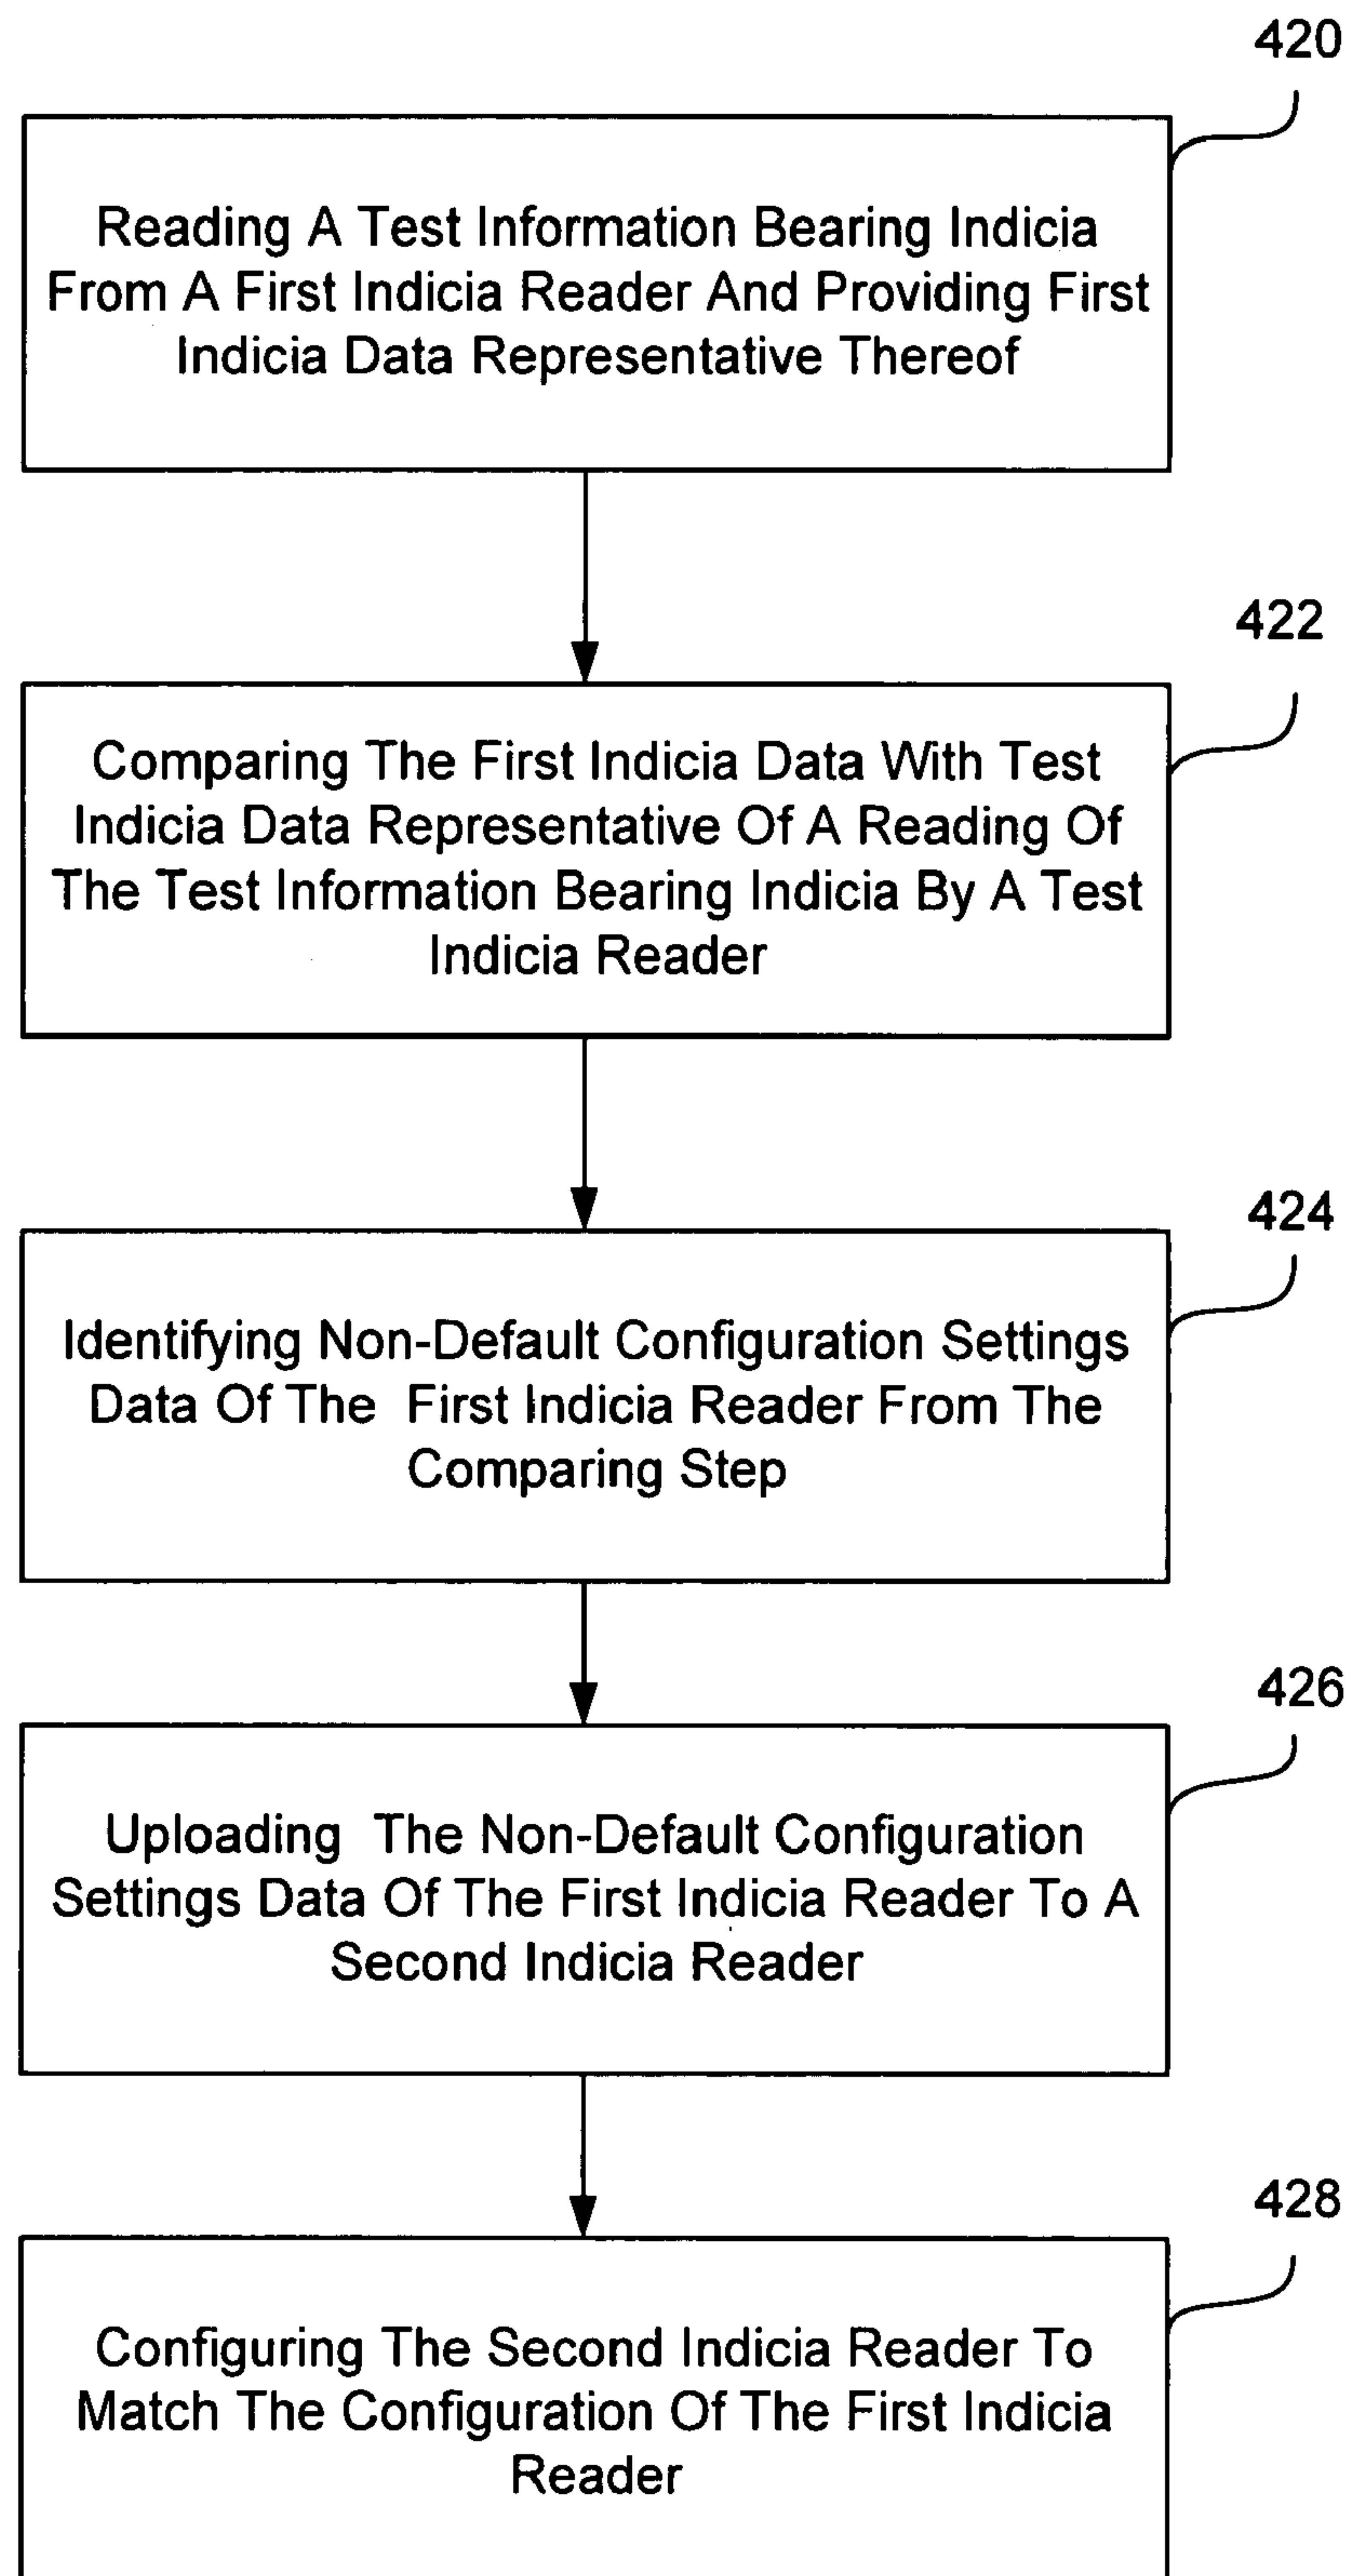 420
Reading A Test Information Bearing Indicia
From A First Indicia Reader And Providing First
Indicia Data Representative Thereof
422
Comparing The First Indicia Data With Test
Indicia Data Representative Of A Reading Of
The Test Information Bearing Indicia By A Test
Indicia Reader
424
Identifying Non-Default Configuration Settings
Data Of The First Indicia Reader From The
Comparing Step
426
Uploading The Non-Default Configuration
Settings Data Of The First Indicia Reader To A
Second Indicia Reader
428
Configuring The Second Indicia Reader To
Match The Configuration Of The First Indicia
Reader